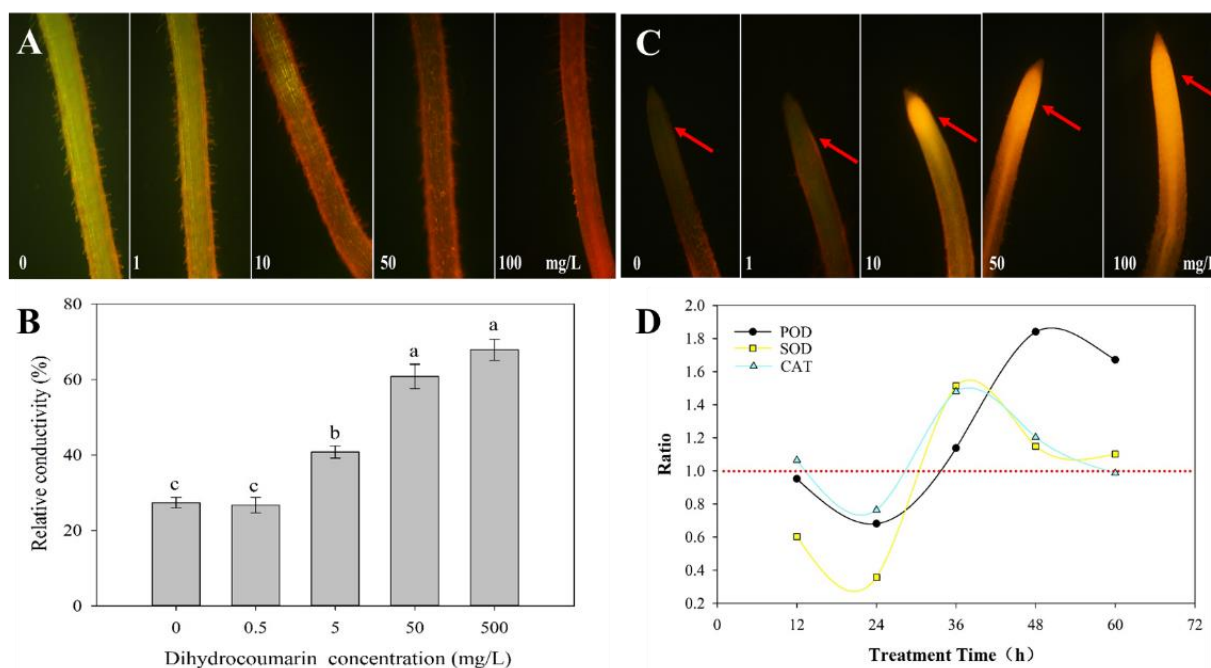 A
0
1
10
50
100 mg/L
C
0
1
10
50
100 mg/
B
Relative conductivity (%)
80
60
40
20
0
c
c
b
a
a
0
0.5
5
50
500
Dihydrocoumarin concentration (mg/L)
D
POD
SOD
CAT
Ratio
2.0
1.8
1.6
1.4
1.2
1.0
0.8
0.6
0.4
0.2
0
12
24
36
48
60
72
Treatment Time（h）